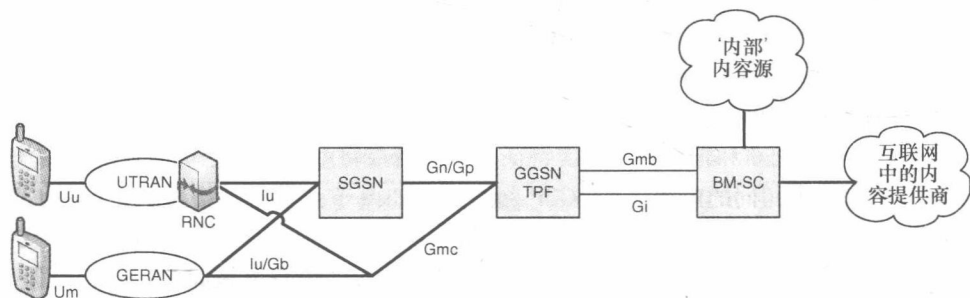 '内部'
内容源
互联网
中的内
容提供商
UTRAN
Uu
RNC
Iu
SGSN
Gn/Gp
GGSN
TPF
Gmb
Gi
BM-SC
GERAN
Um
Iu/Gb
Gmc